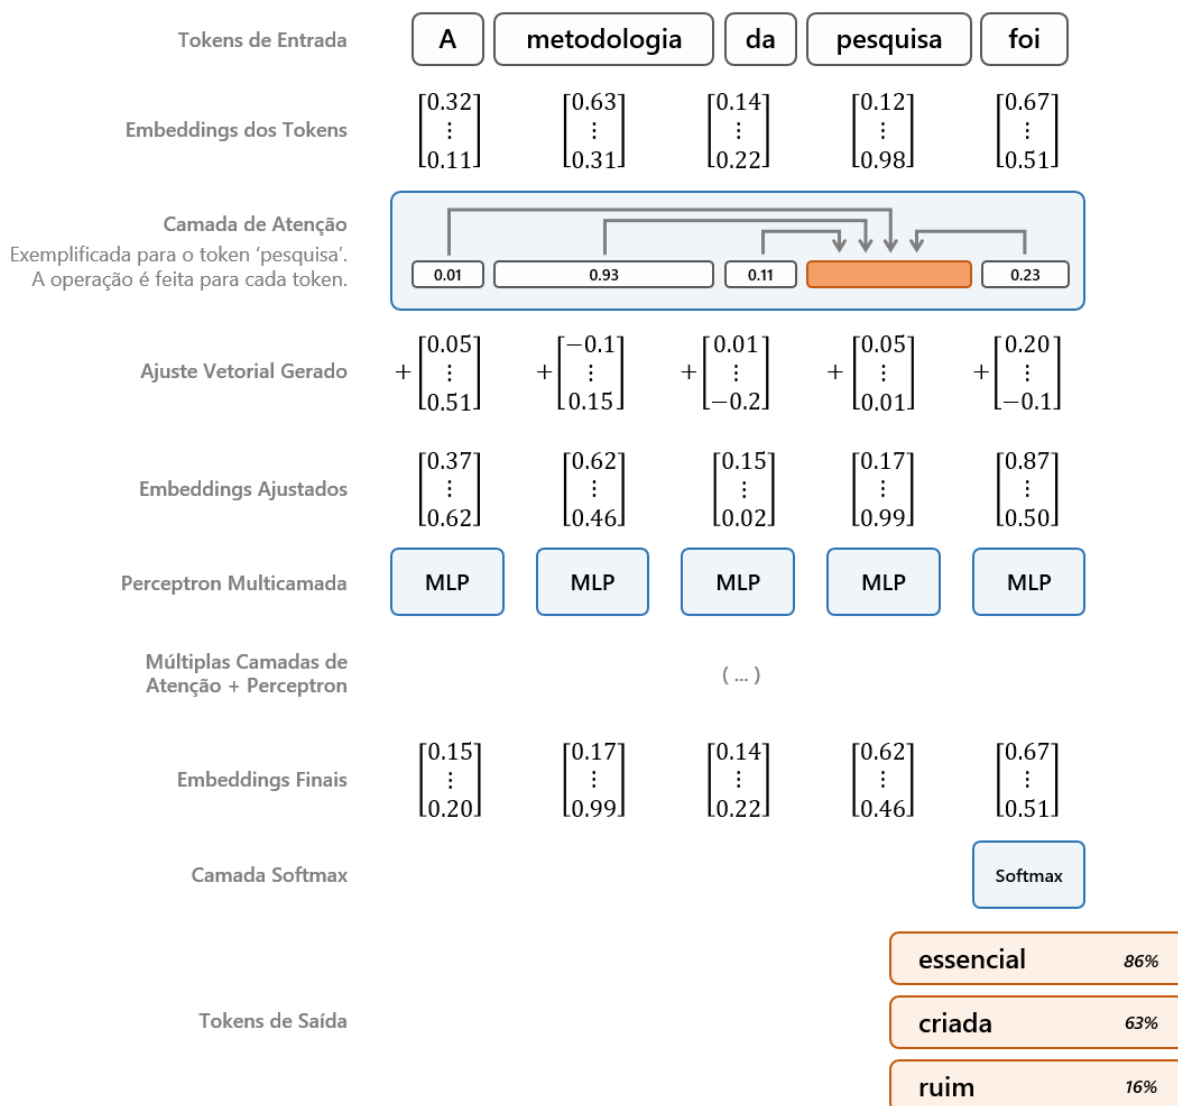 Tokens de Entrada A metodologia da pesquisa foi
Embeddings dos Tokens
[0.32] [0.63] [0.14] [0.12] [0.67]
⋮ ⋮ ⋮ ⋮ ⋮
[0.11] [0.31] [0.22] [0.98] [0.51]
Camada de Atenção
Exemplificada para o token ‘pesquisa’.
A operação é feita para cada token.
0.01 0.93 0.11 0.23
Ajuste Vetorial Gerado
[0.05] [−0.1] [0.01] [0.05] [0.20]
+ ⋮ + ⋮ + ⋮ + ⋮ + ⋮
[0.51] [0.15] [−0.2] [0.01] [−0.1]
Embeddings Ajustados
[0.37] [0.62] [0.15] [0.17] [0.87]
⋮ ⋮ ⋮ ⋮ ⋮
[0.62] [0.46] [0.02] [0.99] [0.50]
Perceptron Multicamada MLP MLP MLP MLP MLP
Múltiplas Camadas de
Atenção + Perceptron
( ... )
Embeddings Finais
[0.15] [0.17] [0.14] [0.62] [0.67]
⋮ ⋮ ⋮ ⋮ ⋮
[0.20] [0.99] [0.22] [0.46] [0.51]
Camada Softmax Softmax
Tokens de Saída
essencial 86%
criada 63%
ruim 16%